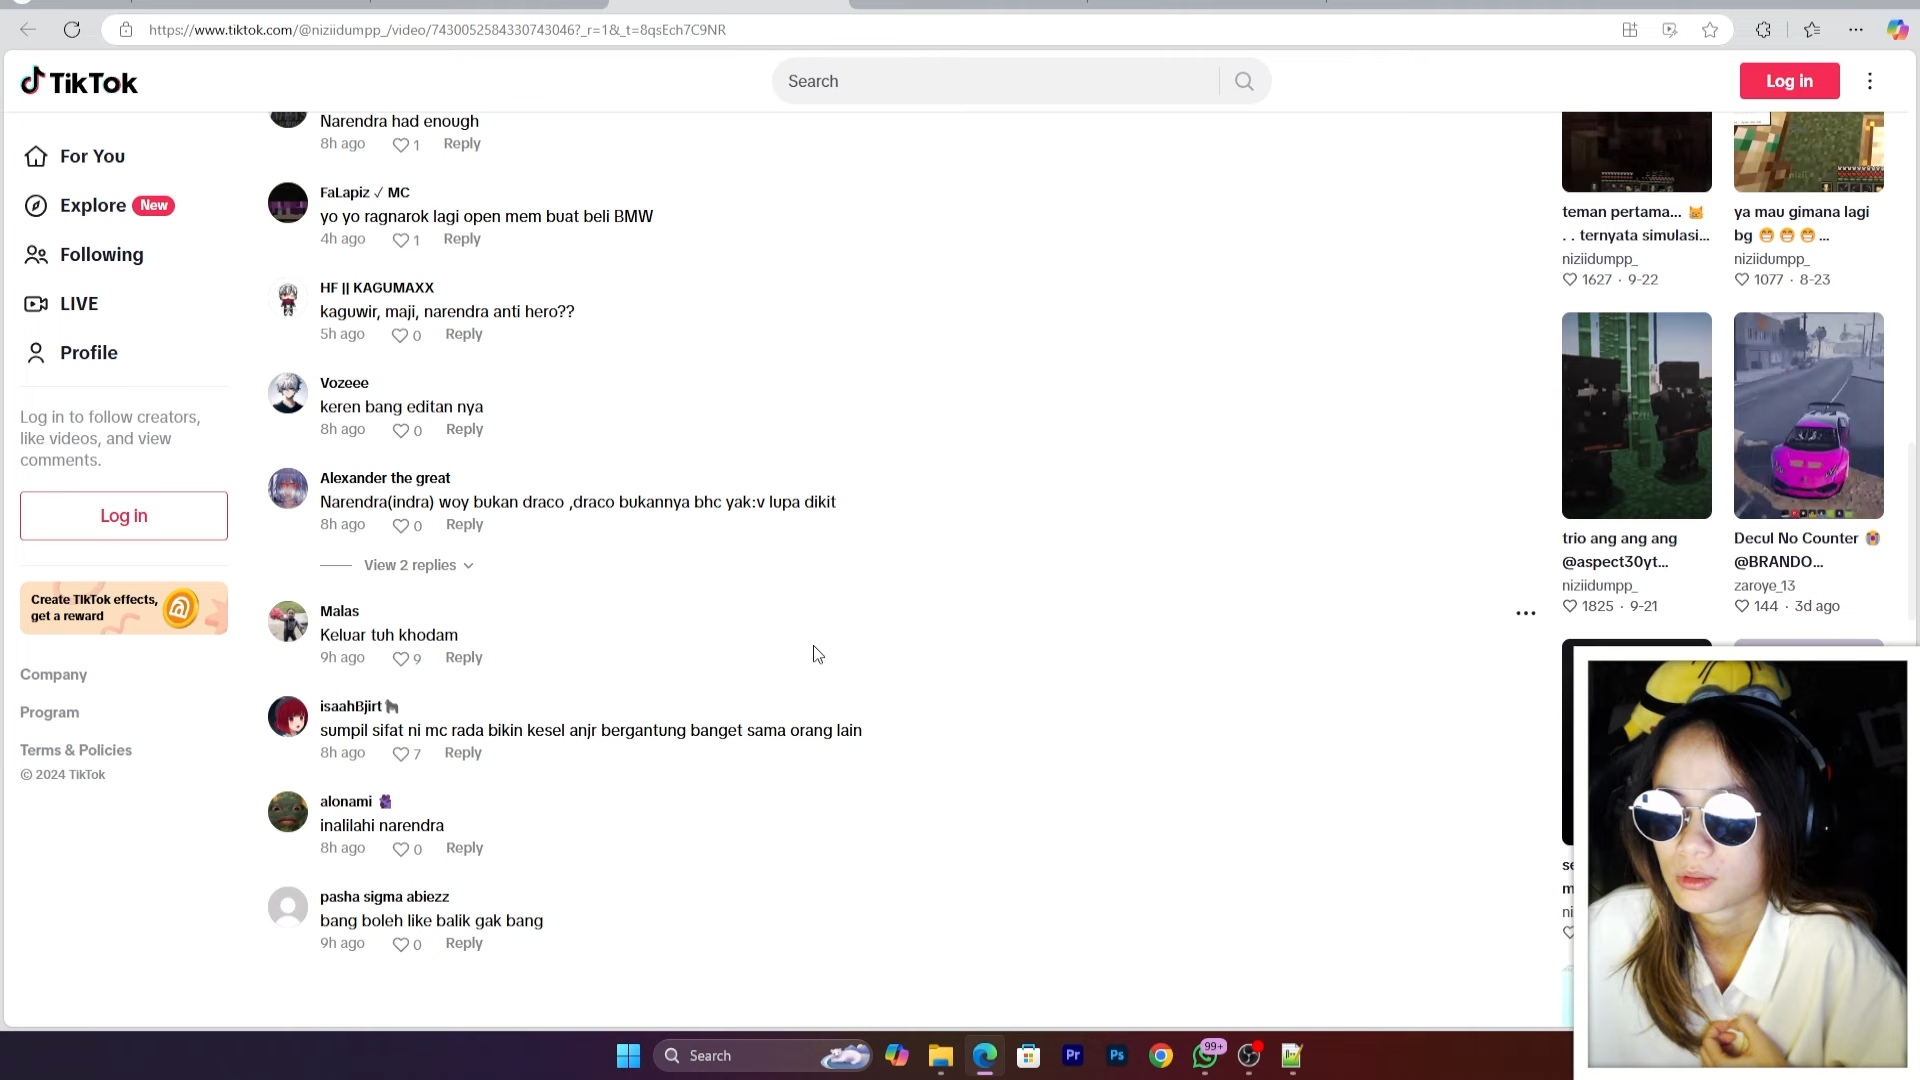 https://www.tiktok.com/@niziidumpp_/video/7430052584330743046?_r=1&_t=8qsEch7C9NR
TikTok
Search
Log in
For You
Explore New
Following
LIVE
Profile
Log in to follow creators,
like videos, and view
comments.
Log in
Create TikTok effects,
get a reward
Company
Program
Terms & Policies
© 2024 TikTok
Narendra had enough
8h ago 1 Reply
FaLapiz ✓ MC
yo yo ragnarok lagi open mem buat beli BMW
4h ago 1 Reply
HF || KAGUMAXX
kaguwir, maji, narendra anti hero??
5h ago 0 Reply
Vozeee
keren bang editan nya
8h ago 0 Reply
Alexander the great
Narendra(indra) woy bukan draco ,draco bukannya bhc yak:v lupa dikit
8h ago 0 Reply
View 2 replies
Malas
Keluar tuh khodam
9h ago 9 Reply
isaahBjirt🦍
sumpil sifat ni mc rada bikin kesel anjr bergantung banget sama orang lain
8h ago 7 Reply
alonami
inalilahi narendra
8h ago 0 Reply
pasha sigma abiezz
bang boleh like balik gak bang
9h ago 0 Reply
teman pertama... 😺
. . ternyata simulasi...
niziidumpp_
1627 · 9-22
ya mau gimana lagi
bg 😁 😁 😁 ...
niziidumpp_
1077 · 8-23
trio ang ang ang
@aspect30yt...
niziidumpp_
1825 · 9-21
Decul No Counter
@BRANDO...
zaroye_13
144 · 3d ago
se
m
ni
Search
Pr
Ps
99+